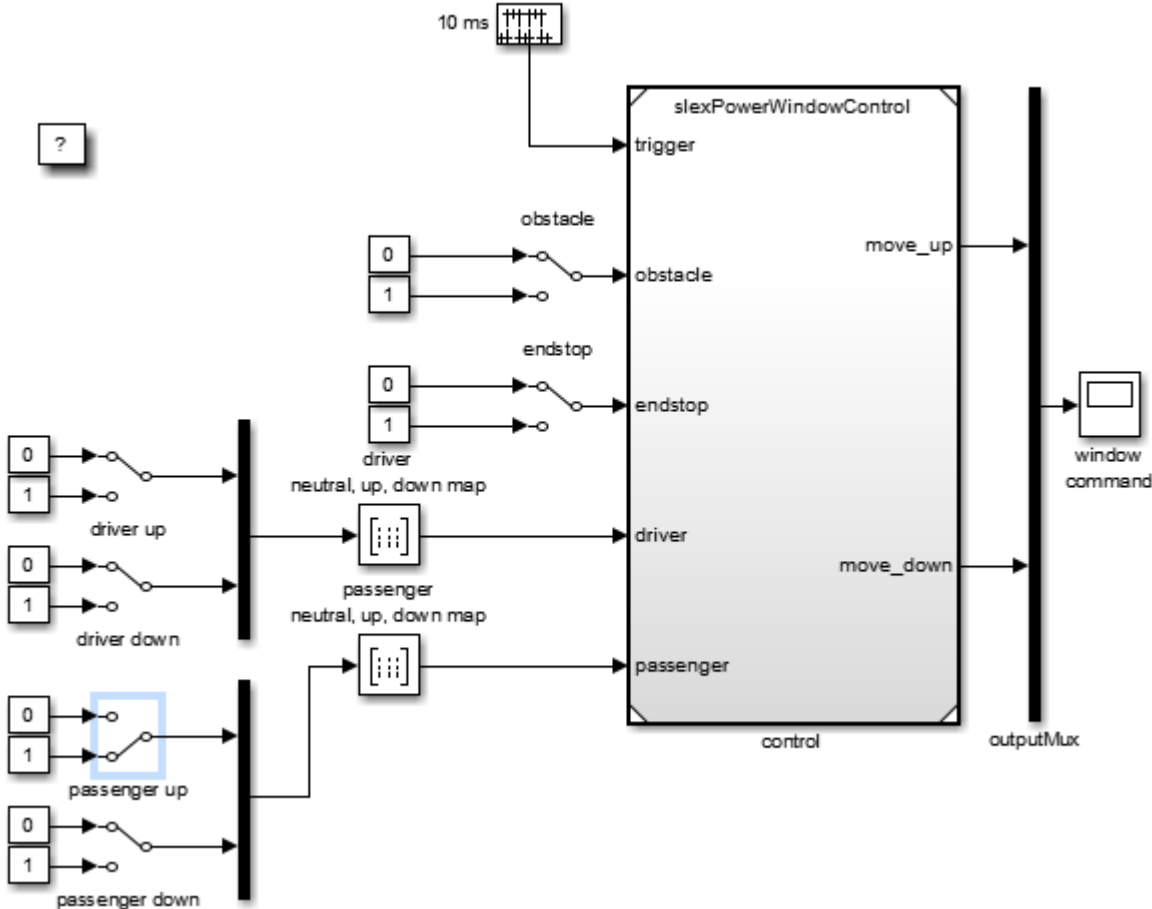 10 ms
slexPowerWindowControl
trigger
?
obstacle
0
1
obstacle
move_up
endstop
0
1
endstop
driver
neutral, up, down map
0
1
driver up
window
command
driver
0
1
driver down
passenger
neutral, up, down map
move_down
passenger
0
1
passenger up
control
outputMux
0
1
passenger down